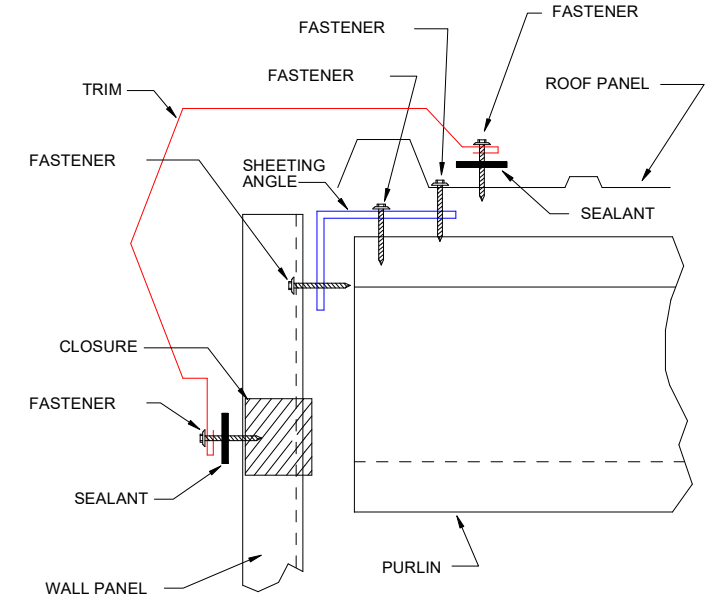 FASTENER
FASTENER
FASTENER
TRIM
ROOF PANEL
FASTENER
SHEETING
ANGLE
SEALANT
CLOSURE
FASTENER
SEALANT
PURLIN
WALL PANEL